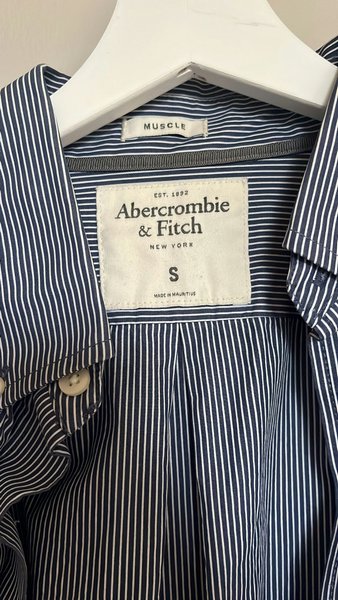 MUSCLE
EST. 1892
Abercrombie
& Fitch
NEW YORK
S
MADE IN MAURITIUS